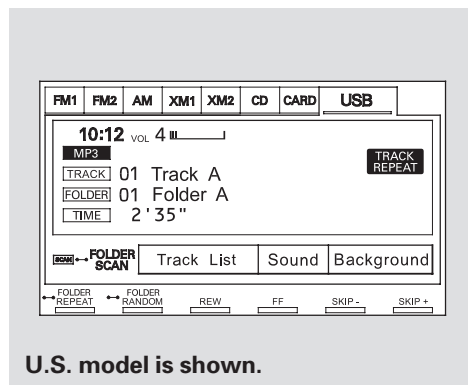 FM1 FM2 AM XM1 XM2 CD CARD USB
10:12 VOL 4
MP3
TRACK REPEAT
TRACK 01 Track A
FOLDER 01 Folder A
TIME 2'35"
SCAN FOLDER SCAN Track List Sound Background
FOLDER REPEAT FOLDER RANDOM REW FF SKIP - SKIP +
U.S. model is shown.